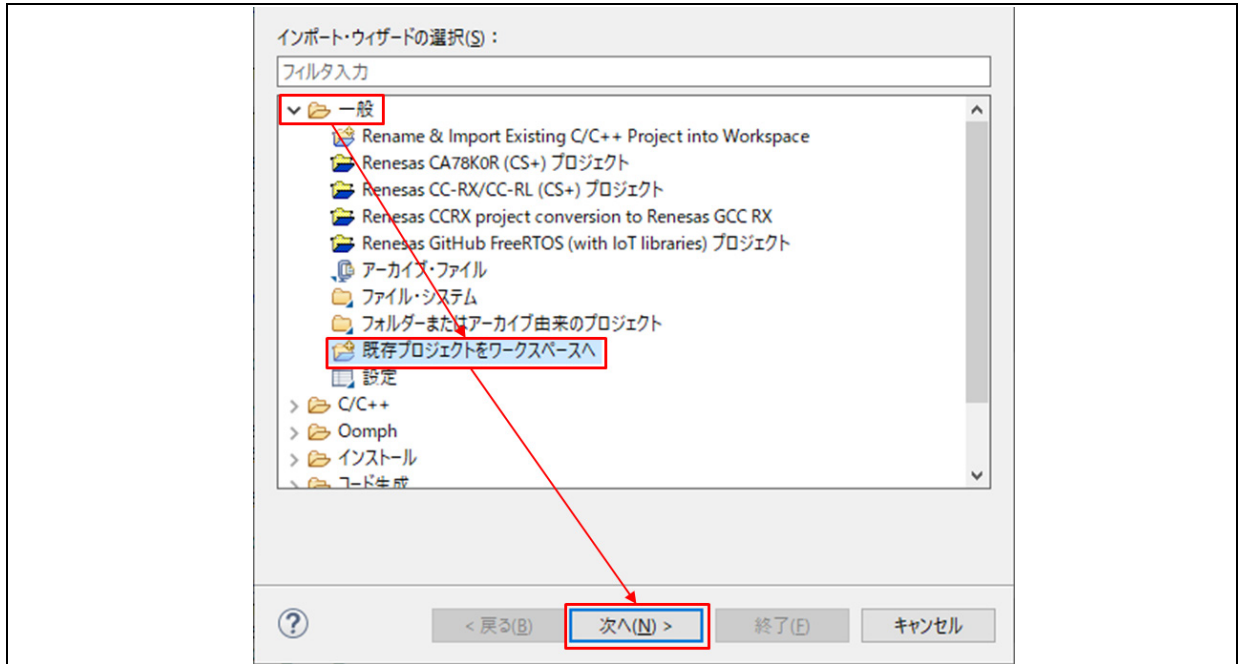 インポート・ウィザードの選択(S)：
フィルタ入力
一般
Rename & Import Existing C/C++ Project into Workspace
Renesas CA78K0R (CS+) プロジェクト
Renesas CC-RX/CC-RL (CS+) プロジェクト
Renesas CCRX project conversion to Renesas GCC RX
Renesas GitHub FreeRTOS (with IoT libraries) プロジェクト
アーカイブ・ファイル
ファイル・システム
フォルダーまたはアーカイブ由来のプロジェクト
既存プロジェクトをワークスペースへ
設定
C/C++
Oomph
インストール
コード生成
? < 戻る(B) 次へ(N) > 終了(F) キャンセル